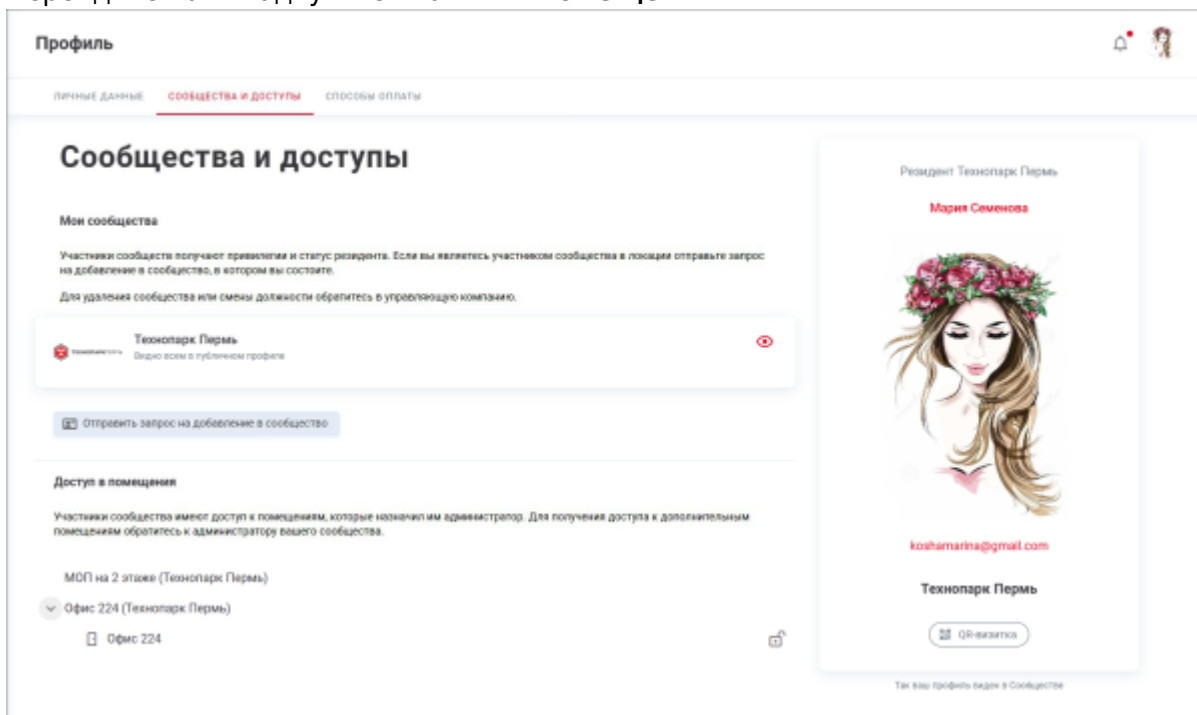 Профиль
ЛИЧНЫЕ ДАННЫЕ СООБЩЕСТВА И ДОСТУПЫ СПОСОБЫ ОПЛАТЫ
Сообщества и доступы
Мои сообщества
Участники сообществ получают привилегии и статус резидента. Если вы являетесь участником сообщества в локации отправьте запрос
на добавление в сообщество, в котором вы состоите.
Для удаления сообщества или смены должности обратитесь в управляющую компанию.
Технопарк Пермь
Видно всем в публичном профиле
Отправить запрос на добавление в сообщество
Доступ в помещения
Участники сообщества имеют доступ к помещениям, которые назначил им администратор. Для получения доступа к дополнительным
помещениям обратитесь к администратору вашего сообщества.
МОП на 2 этаже (Технопарк Пермь)
Офис 224 (Технопарк Пермь)
Офис 224
Резидент Технопарк Пермь
Мария Семенова
koshamarina@gmail.com
Технопарк Пермь
QR-визитка
Так ваш профиль виден в Сообществе